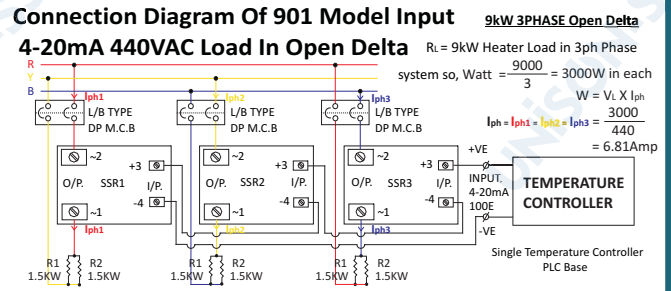 Connection Diagram Of 901 Model Input
4-20mA 440VAC Load In Open Delta
9kW 3PHASE Open Delta
RL = 9kW Heater Load in 3ph Phase
system so, Watt = 9000 = 3000W in each
3
W = VL X Iph
Iph = Iph1 = Iph2 = Iph3 = 3000
440
= 6.81Amp
R
Y
B
Iph1
Iph2
Iph3
L/B TYPE
DP M.C.B
L/B TYPE
DP M.C.B
L/B TYPE
DP M.C.B
~2
+3
O/P. SSR1 I/P.
-4
~1
~2
+3
O/P. SSR2 I/P.
-4
~1
~2
+3
O/P. SSR3 I/P.
-4
~1
+VE
INPUT.
4-20mA
100E
-VE
TEMPERATURE
CONTROLLER
Single Temperature Controller
PLC Base
Iph1
Iph2
Iph3
R1 R2
1.5KW 1.5KW
R1 R2
1.5KW 1.5KW
R1 R2
1.5KW 1.5KW